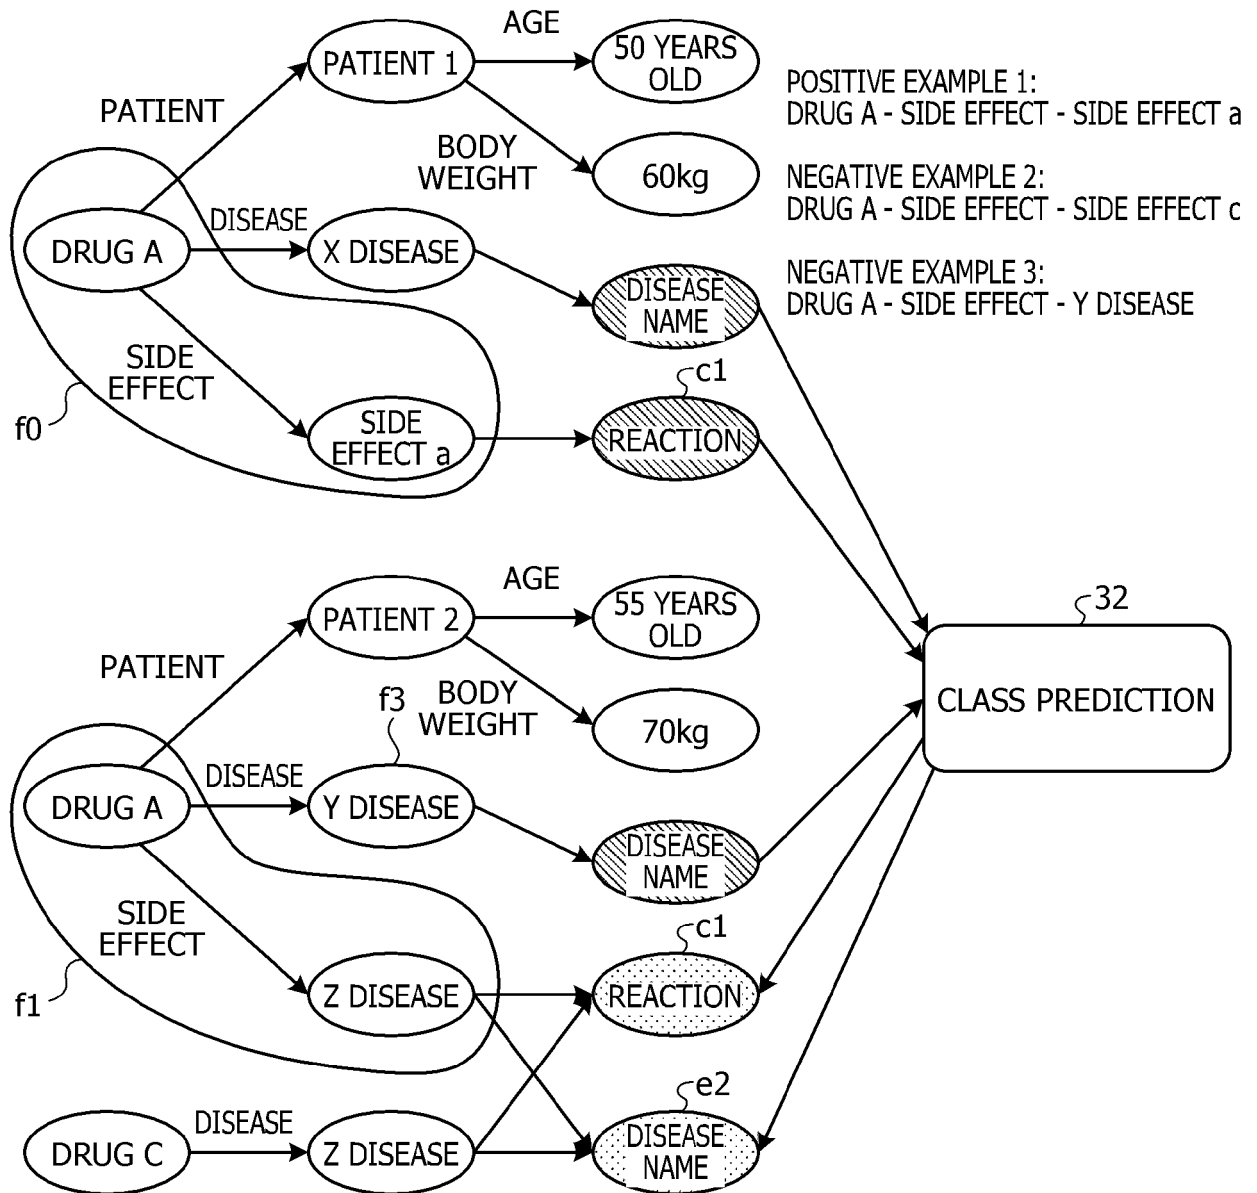 AGE
PATIENT 1
50 YEARS
OLD
POSITIVE EXAMPLE 1:
DRUG A - SIDE EFFECT - SIDE EFFECT a
PATIENT
BODY
WEIGHT
60kg
NEGATIVE EXAMPLE 2:
DRUG A - SIDE EFFECT - SIDE EFFECT c
DISEASE
DRUG A
X DISEASE
NEGATIVE EXAMPLE 3:
DRUG A - SIDE EFFECT - Y DISEASE
DISEASE
NAME
SIDE
EFFECT
c1
f0
SIDE
EFFECT a
REACTION
AGE
PATIENT 2
55 YEARS
OLD
32
PATIENT
f3
BODY
WEIGHT
70kg
CLASS PREDICTION
DISEASE
DRUG A
Y DISEASE
DISEASE
NAME
SIDE
EFFECT
c1
f1
Z DISEASE
REACTION
e2
DISEASE
DRUG C
Z DISEASE
DISEASE
NAME